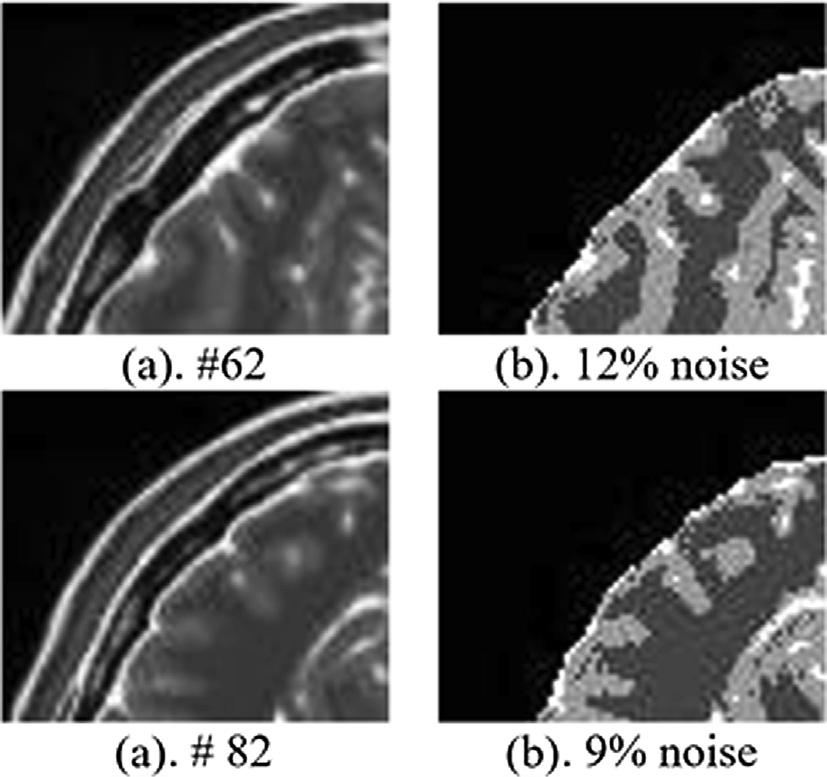 (a). #62
(b). 12% noise
(a). # 82
(b). 9% noise